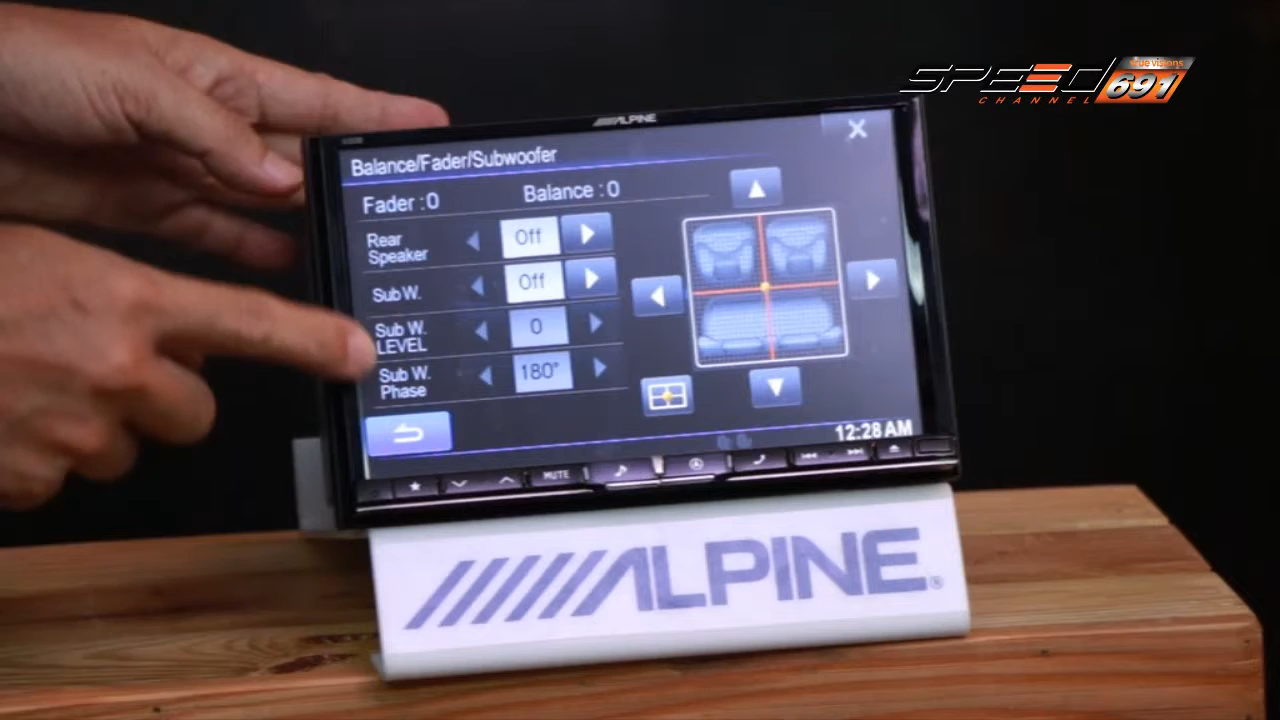 SPEED
CHANNEL
true visions
691
ALPINE
Balance/Fader/Subwoofer
Fader : 0
Balance : 0
Rear
Speaker
Off
Sub W.
Off
Sub W.
LEVEL
0
Sub W.
Phase
180°
12:28 AM
MUTE
ALPINE®